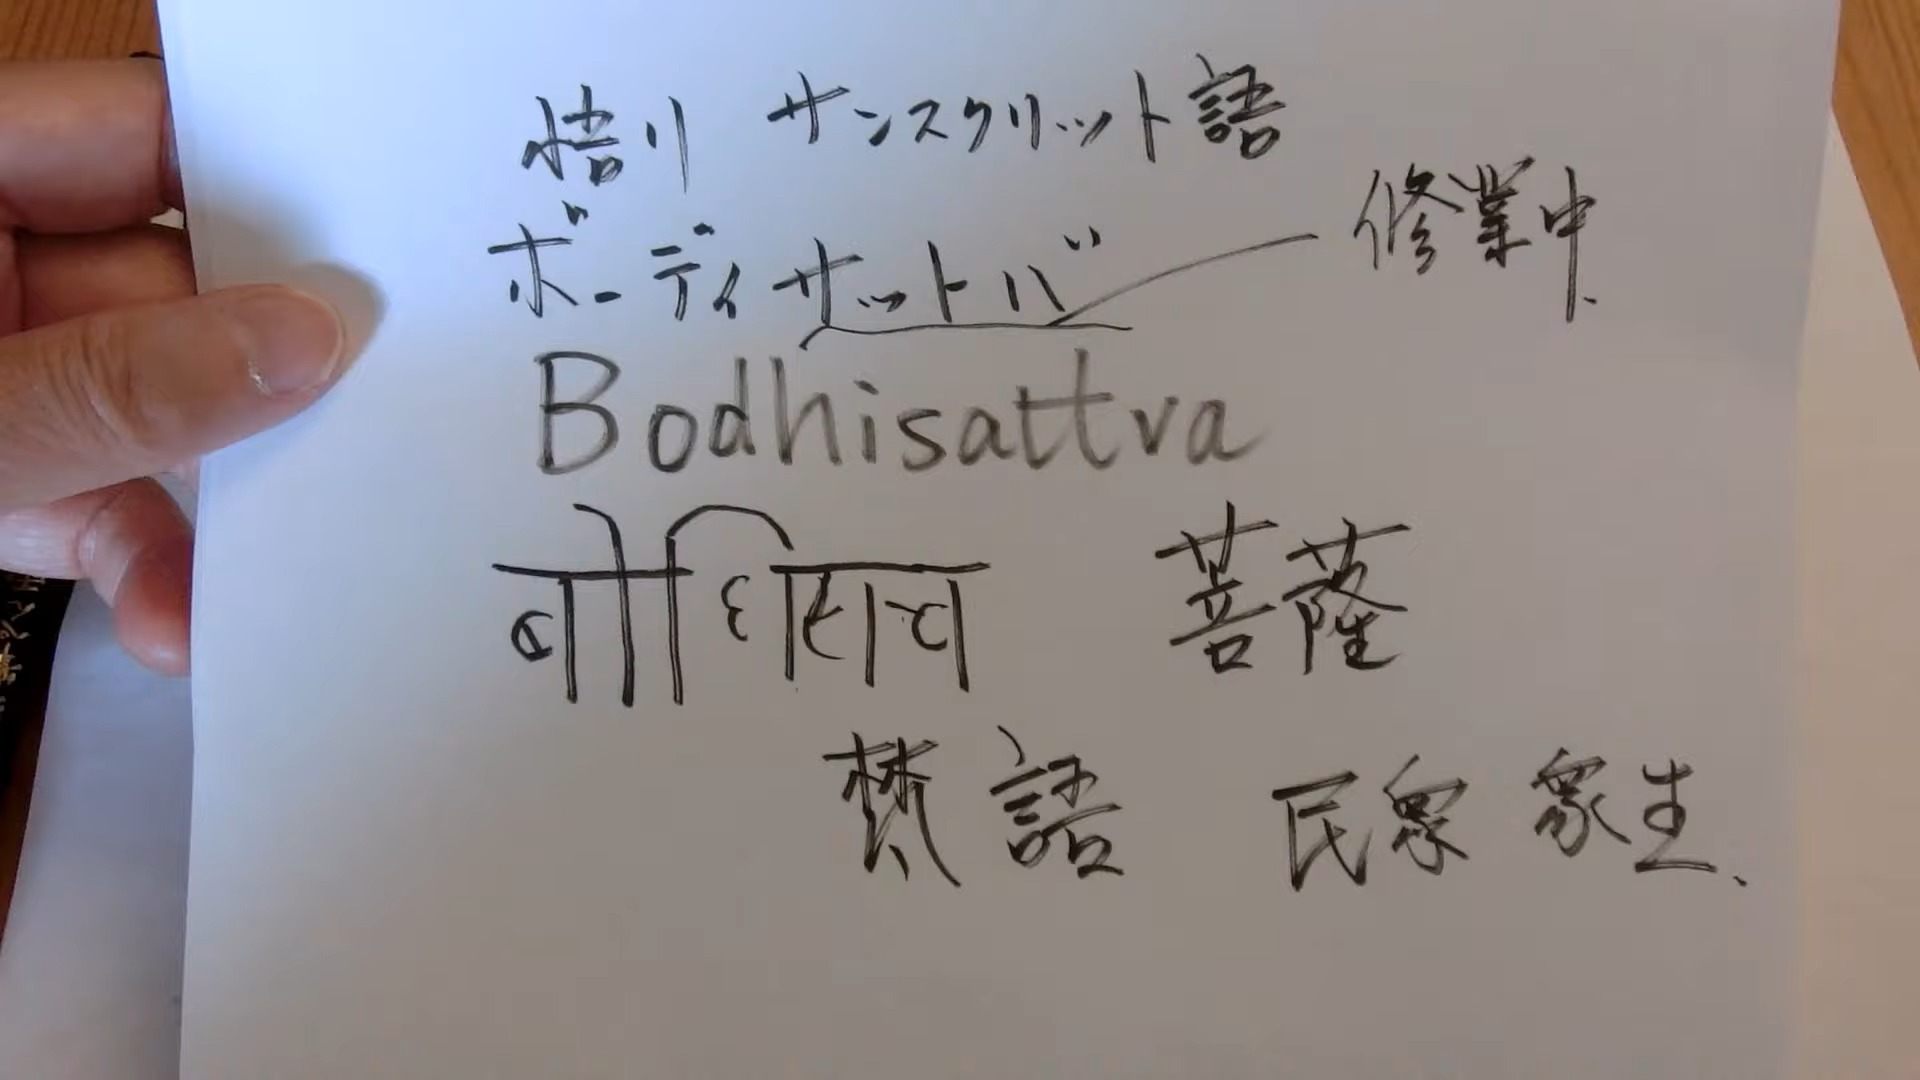 悟り サンスクリット語
ボーディサットバ 修業中、
Bodhisattva
बोधिसत्व 菩薩
梵語 民衆 衆生、